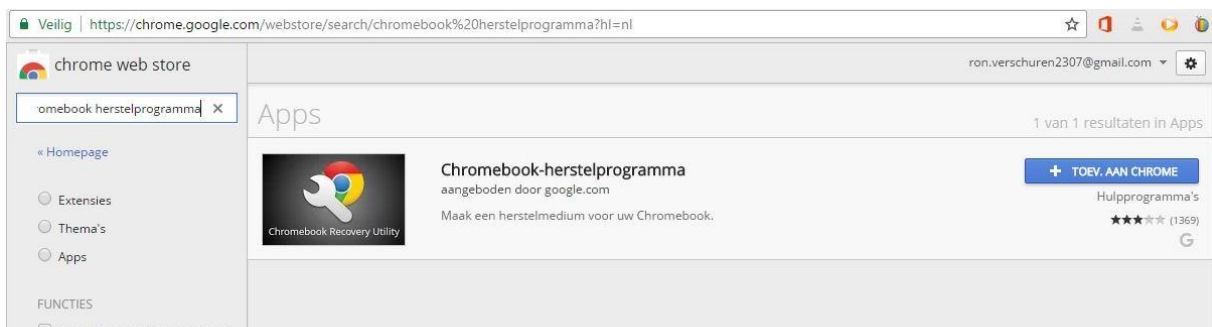 Veilig | https://chrome.google.com/webstore/search/chromebook%20herstelprogramma?hl=nl
chrome web store
ron.verschuren2307@gmail.com
omebook herstelprogramma
Apps
1 van 1 resultaten in Apps
« Homepage
Extensies
Thema's
Apps
FUNCTIES
Chromebook Recovery Utility
Chromebook-herstelprogramma
aangeboden door google.com
Maak een herstelmedium voor uw Chromebook.
+ TOEV. AAN CHROME
Hulpprogramma's
(1369)
G